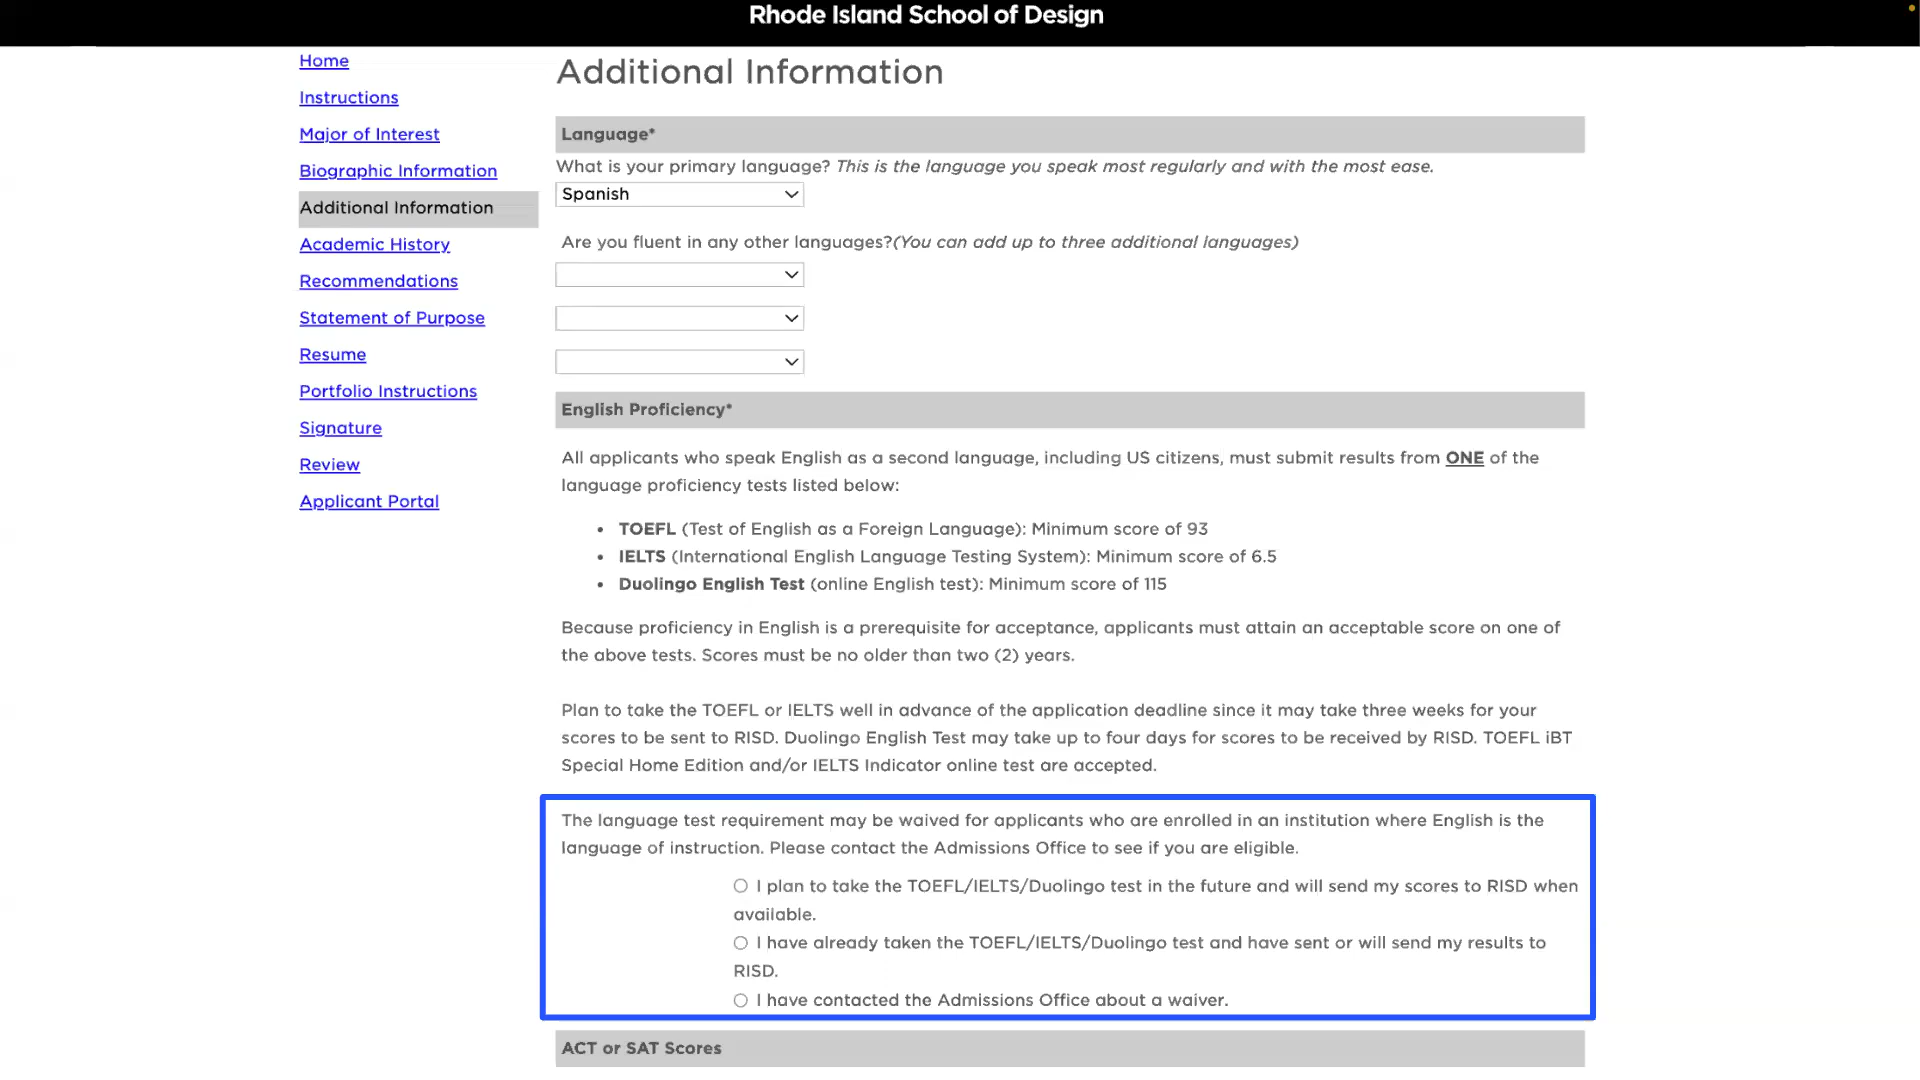 Rhode Island School of Design
Home
Instructions
Major of Interest
Biographic Information
Additional Information
Academic History
Recommendations
Statement of Purpose
Resume
Portfolio Instructions
Signature
Review
Applicant Portal
Additional Information
Language*
What is your primary language? This is the language you speak most regularly and with the most ease.
Spanish
Are you fluent in any other languages?(You can add up to three additional languages)
English Proficiency*
All applicants who speak English as a second language, including US citizens, must submit results from ONE of the
language proficiency tests listed below:
• TOEFL (Test of English as a Foreign Language): Minimum score of 93
• IELTS (International English Language Testing System): Minimum score of 6.5
• Duolingo English Test (online English test): Minimum score of 115
Because proficiency in English is a prerequisite for acceptance, applicants must attain an acceptable score on one of
the above tests. Scores must be no older than two (2) years.
Plan to take the TOEFL or IELTS well in advance of the application deadline since it may take three weeks for your
scores to be sent to RISD. Duolingo English Test may take up to four days for scores to be received by RISD. TOEFL iBT
Special Home Edition and/or IELTS Indicator online test are accepted.
The language test requirement may be waived for applicants who are enrolled in an institution where English is the
language of instruction. Please contact the Admissions Office to see if you are eligible.
I plan to take the TOEFL/IELTS/Duolingo test in the future and will send my scores to RISD when
available.
I have already taken the TOEFL/IELTS/Duolingo test and have sent or will send my results to
RISD.
I have contacted the Admissions Office about a waiver.
ACT or SAT Scores